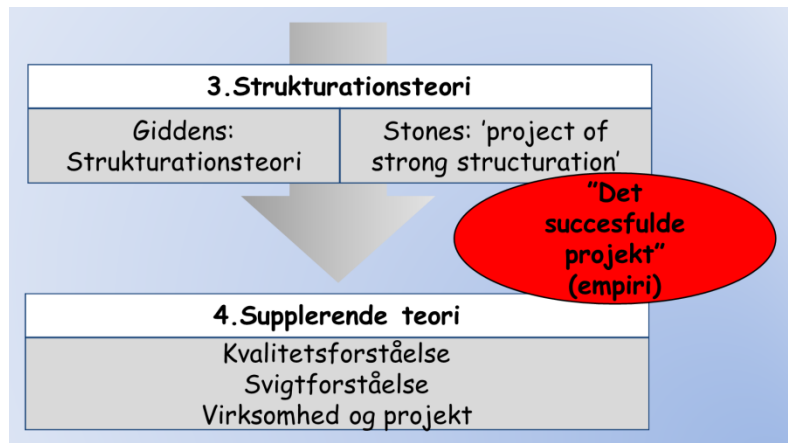 3.Strukturationsteori
Giddens:
Strukturationsteori
Stones: ’project of
strong structuration’
”Det
succesfulde
projekt”
(empiri)
4.Supplerende teori
Kvalitetsforståelse
Svigtforståelse
Virksomhed og projekt